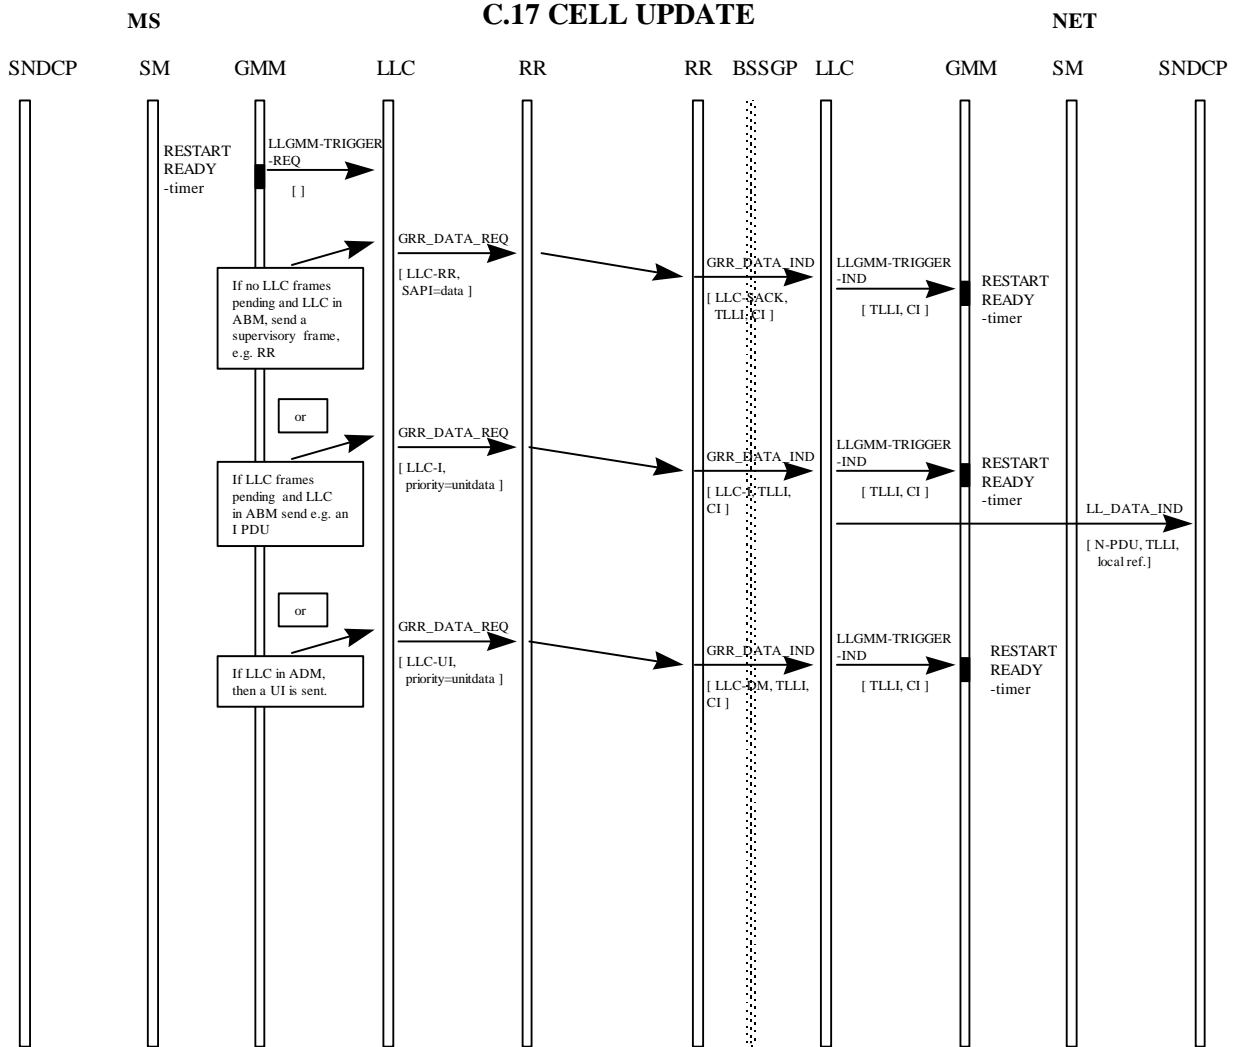 C.17 CELL UPDATE
MS
NET
SNDCP SM GMM LLC RR RR BSSGP LLC GMM SM SNDCP
RESTART
READY
-timer
LLGMM-TRIGGER
-REQ
[ ]
GRR_DATA_REQ
[ LLC-RR,
SAPI=data ]
GRR_DATA_IND
[ LLC-SACK,
TLLI, CI ]
LLGMM-TRIGGER
-IND
[ TLLI, CI ]
RESTART
READY
-timer
If no LLC frames
pending and LLC in
ABM, send a
supervisory frame,
e.g. RR
or
GRR_DATA_REQ
[ LLC-I,
priority=unitdata ]
GRR_DATA_IND
[ LLC-I, TLLI,
CI ]
LLGMM-TRIGGER
-IND
[ TLLI, CI ]
RESTART
READY
-timer
If LLC frames
pending and LLC
in ABM send e.g. an
I PDU
LL_DATA_IND
[ N-PDU, TLLI,
local ref.]
or
GRR_DATA_REQ
[ LLC-UI,
priority=unitdata ]
GRR_DATA_IND
[ LLC-DM, TLLI,
CI ]
LLGMM-TRIGGER
-IND
[ TLLI, CI ]
RESTART
READY
-timer
If LLC in ADM,
then a UI is sent.